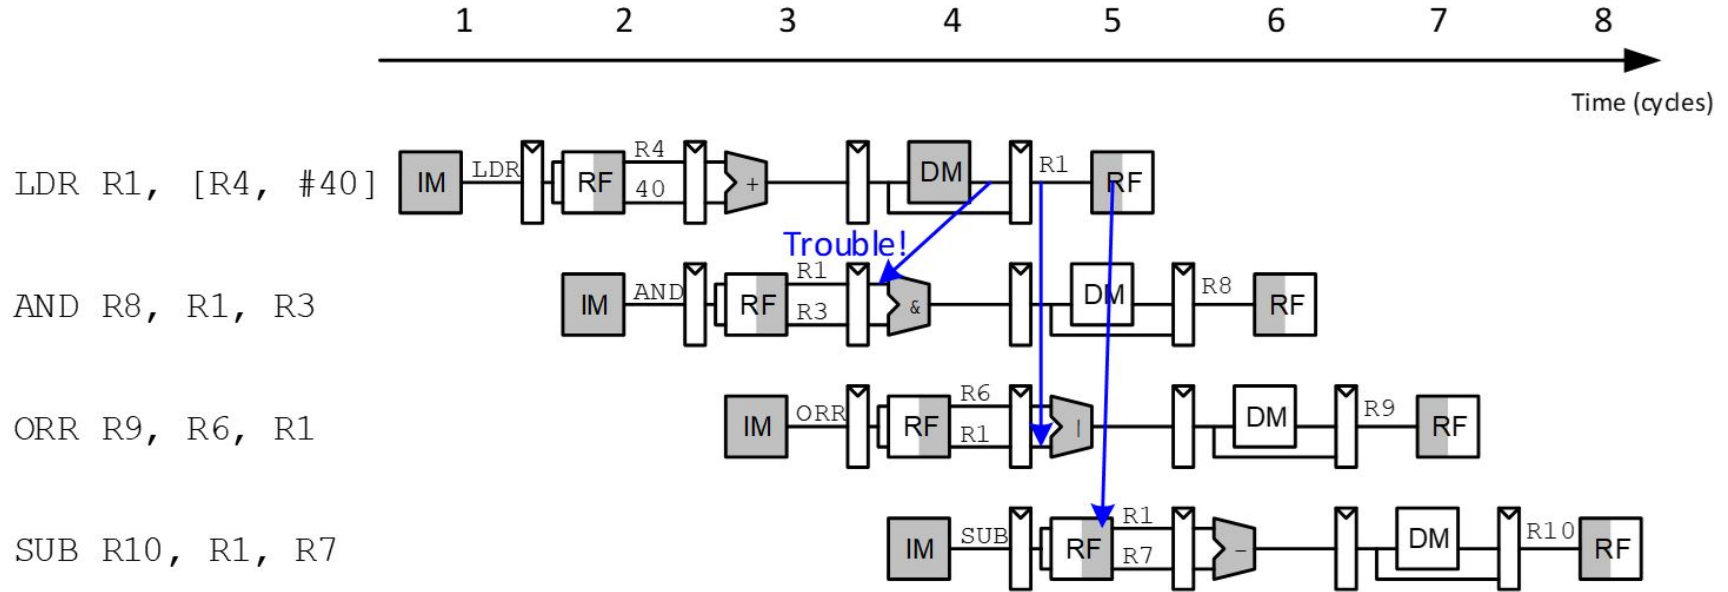 1 2 3 4 5 6 7 8
Time (cycles)
LDR R1, [R4, #40] IM LDR RF R4 40 + DM R1 RF
Trouble!
AND R8, R1, R3 IM AND RF R1 R3 & DM R8 RF
ORR R9, R6, R1 IM ORR RF R6 R1 | DM R9 RF
SUB R10, R1, R7 IM SUB RF R1 R7 - DM R10 RF